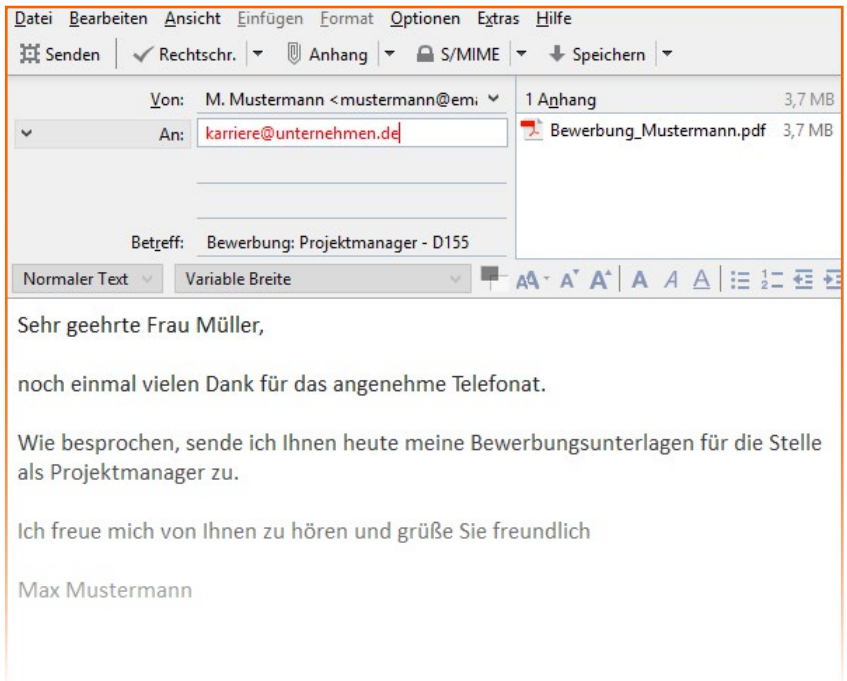 Datei Bearbeiten Ansicht Einfügen Format Optionen Extras Hilfe
Senden Rechtschr. Anhang S/MIME Speichern
Von: M. Mustermann <mustermann@em
1 Anhang 3,7 MB
An: karriere@unternehmen.de
Bewerbung_Mustermann.pdf 3,7 MB
Betreff: Bewerbung: Projektmanager - D155
Normaler Text Variable Breite
Sehr geehrte Frau Müller,
noch einmal vielen Dank für das angenehme Telefonat.
Wie besprochen, sende ich Ihnen heute meine Bewerbungsunterlagen für die Stelle
als Projektmanager zu.
Ich freue mich von Ihnen zu hören und grüße Sie freundlich
Max Mustermann